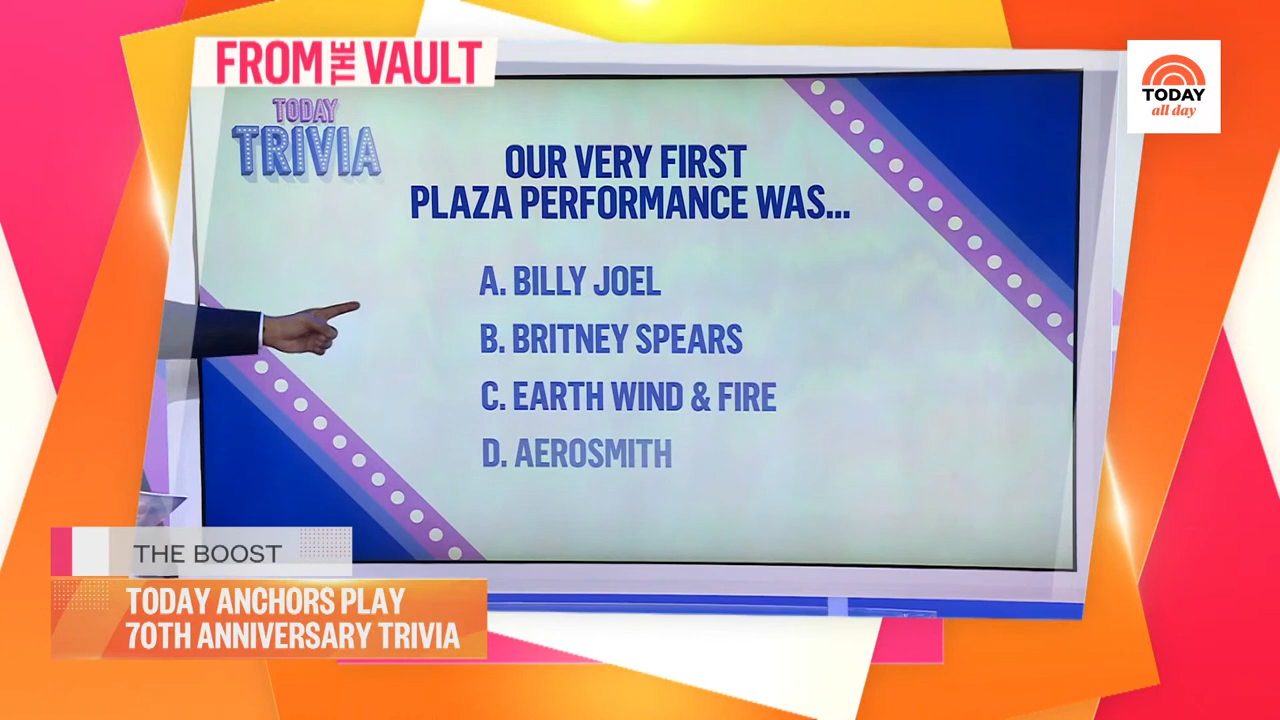 FROM THE VAULT
TODAY
all day
TODAY
TRIVIA
OUR VERY FIRST
PLAZA PERFORMANCE WAS...
A. BILLY JOEL
B. BRITNEY SPEARS
C. EARTH WIND & FIRE
D. AEROSMITH
THE BOOST
TODAY ANCHORS PLAY
70TH ANNIVERSARY TRIVIA